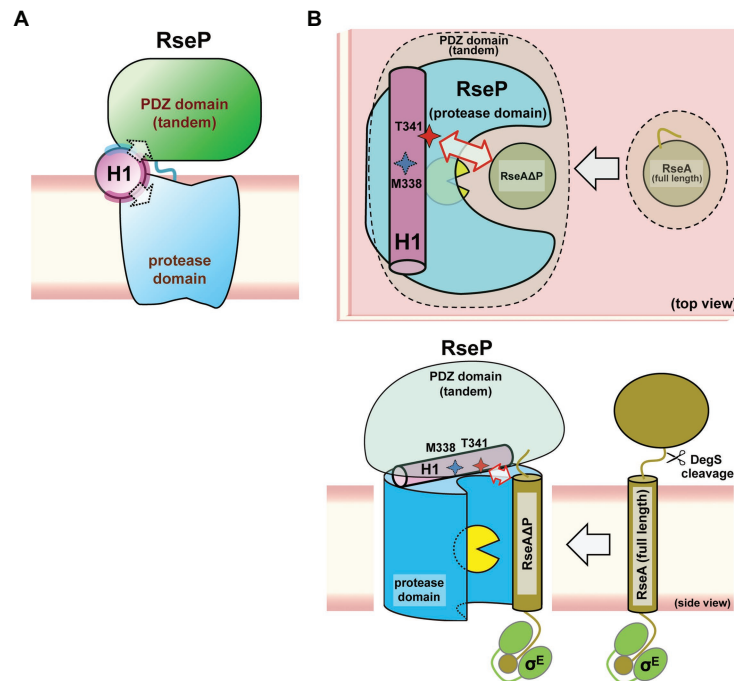 A
RseP
PDZ domain
(tandem)
H1
protease
domain
B
PDZ domain
(tandem)
RseP
(protease domain)
T341
M338
H1
RseAΔP
RseA
(full length)
(top view)
RseP
PDZ domain
(tandem)
M338
T341
H1
protease
domain
RseAΔP
σE
DegS
cleavage
RseA (full length)
(side view)
σE